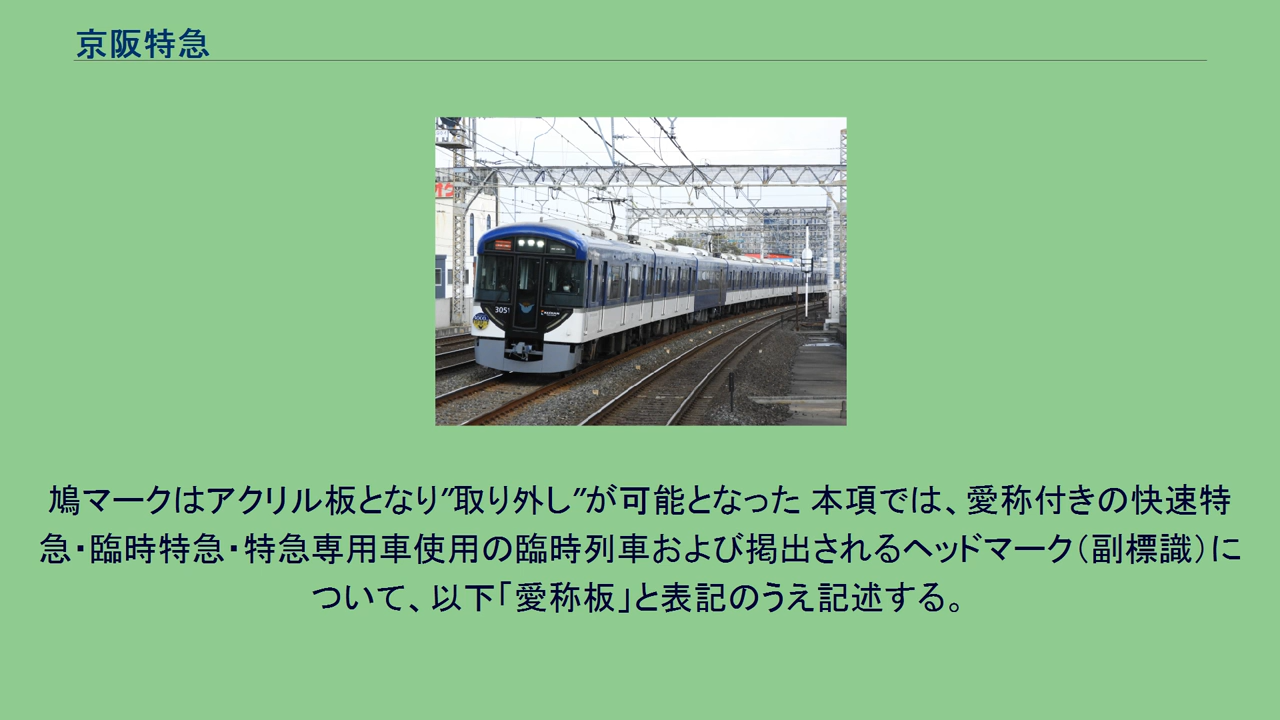 京阪特急
3051
鳩マークはアクリル板となり″取り外し″が可能となった 本項では、愛称付きの快速特
急・臨時特急・特急専用車使用の臨時列車および掲出されるヘッドマーク（副標識）に
ついて、以下「愛称板」と表記のうえ記述する。